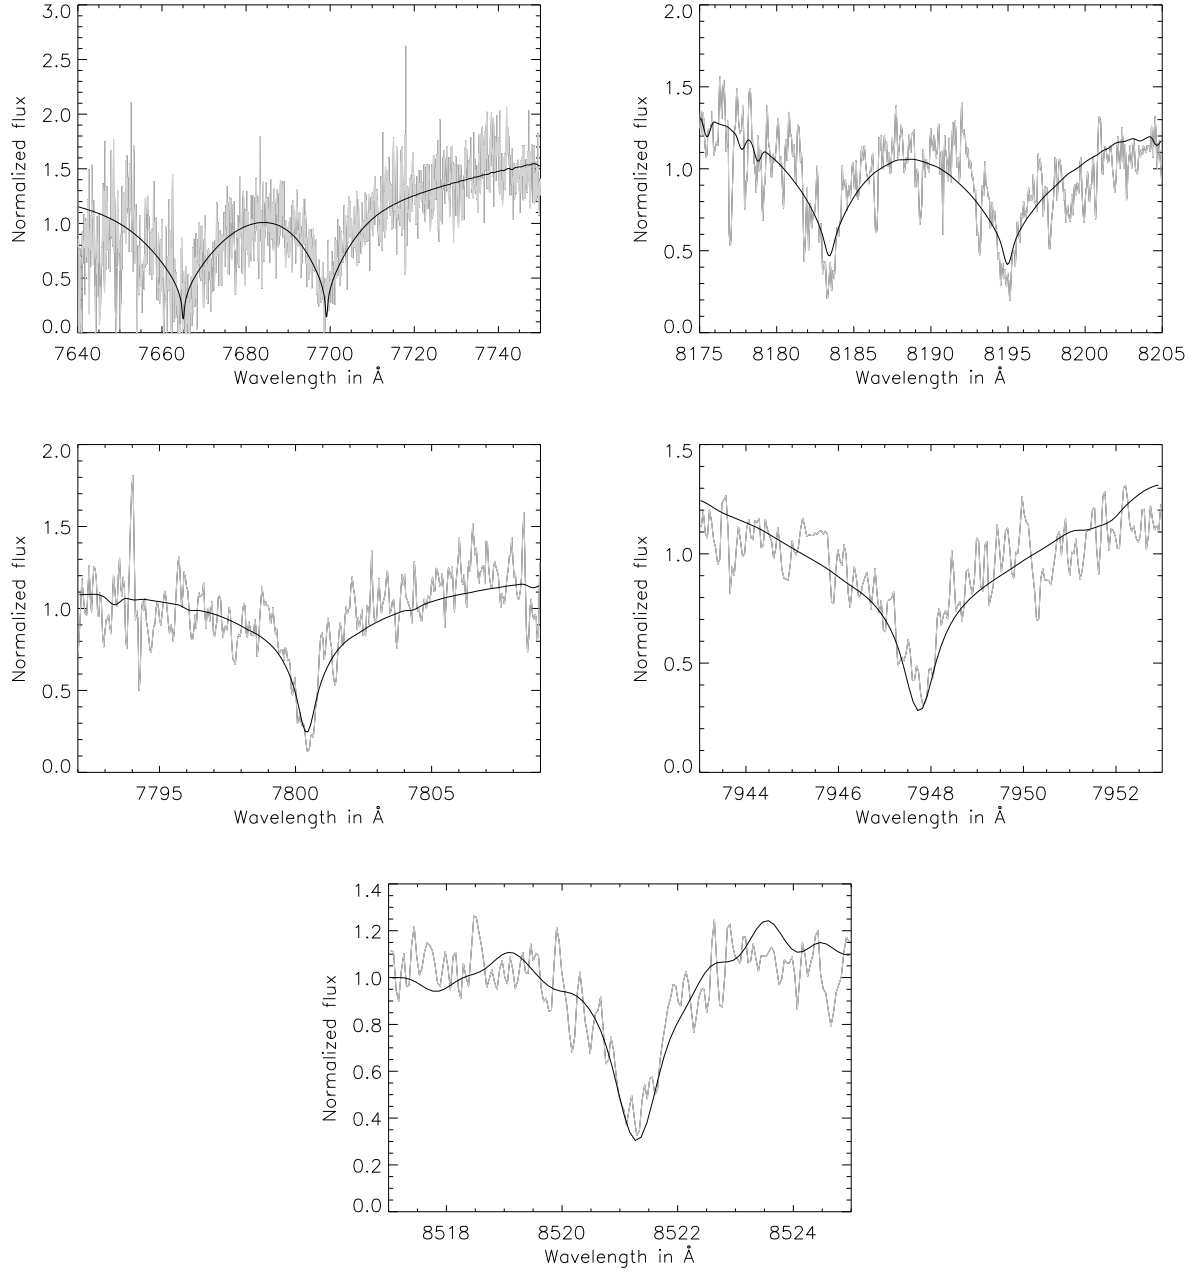 3.0
2.5
2.0
1.5
1.0
0.5
0.0
Normalized flux
7640 7660 7680 7700 7720 7740
Wavelength in Å
2.0
1.5
1.0
0.5
0.0
Normalized flux
8175 8180 8185 8190 8195 8200 8205
Wavelength in Å
2.0
1.5
1.0
0.5
0.0
Normalized flux
7795 7800 7805
Wavelength in Å
1.5
1.0
0.5
0.0
Normalized flux
7944 7946 7948 7950 7952
Wavelength in Å
1.4
1.2
1.0
0.8
0.6
0.4
0.2
0.0
Normalized flux
8518 8520 8522 8524
Wavelength in Å